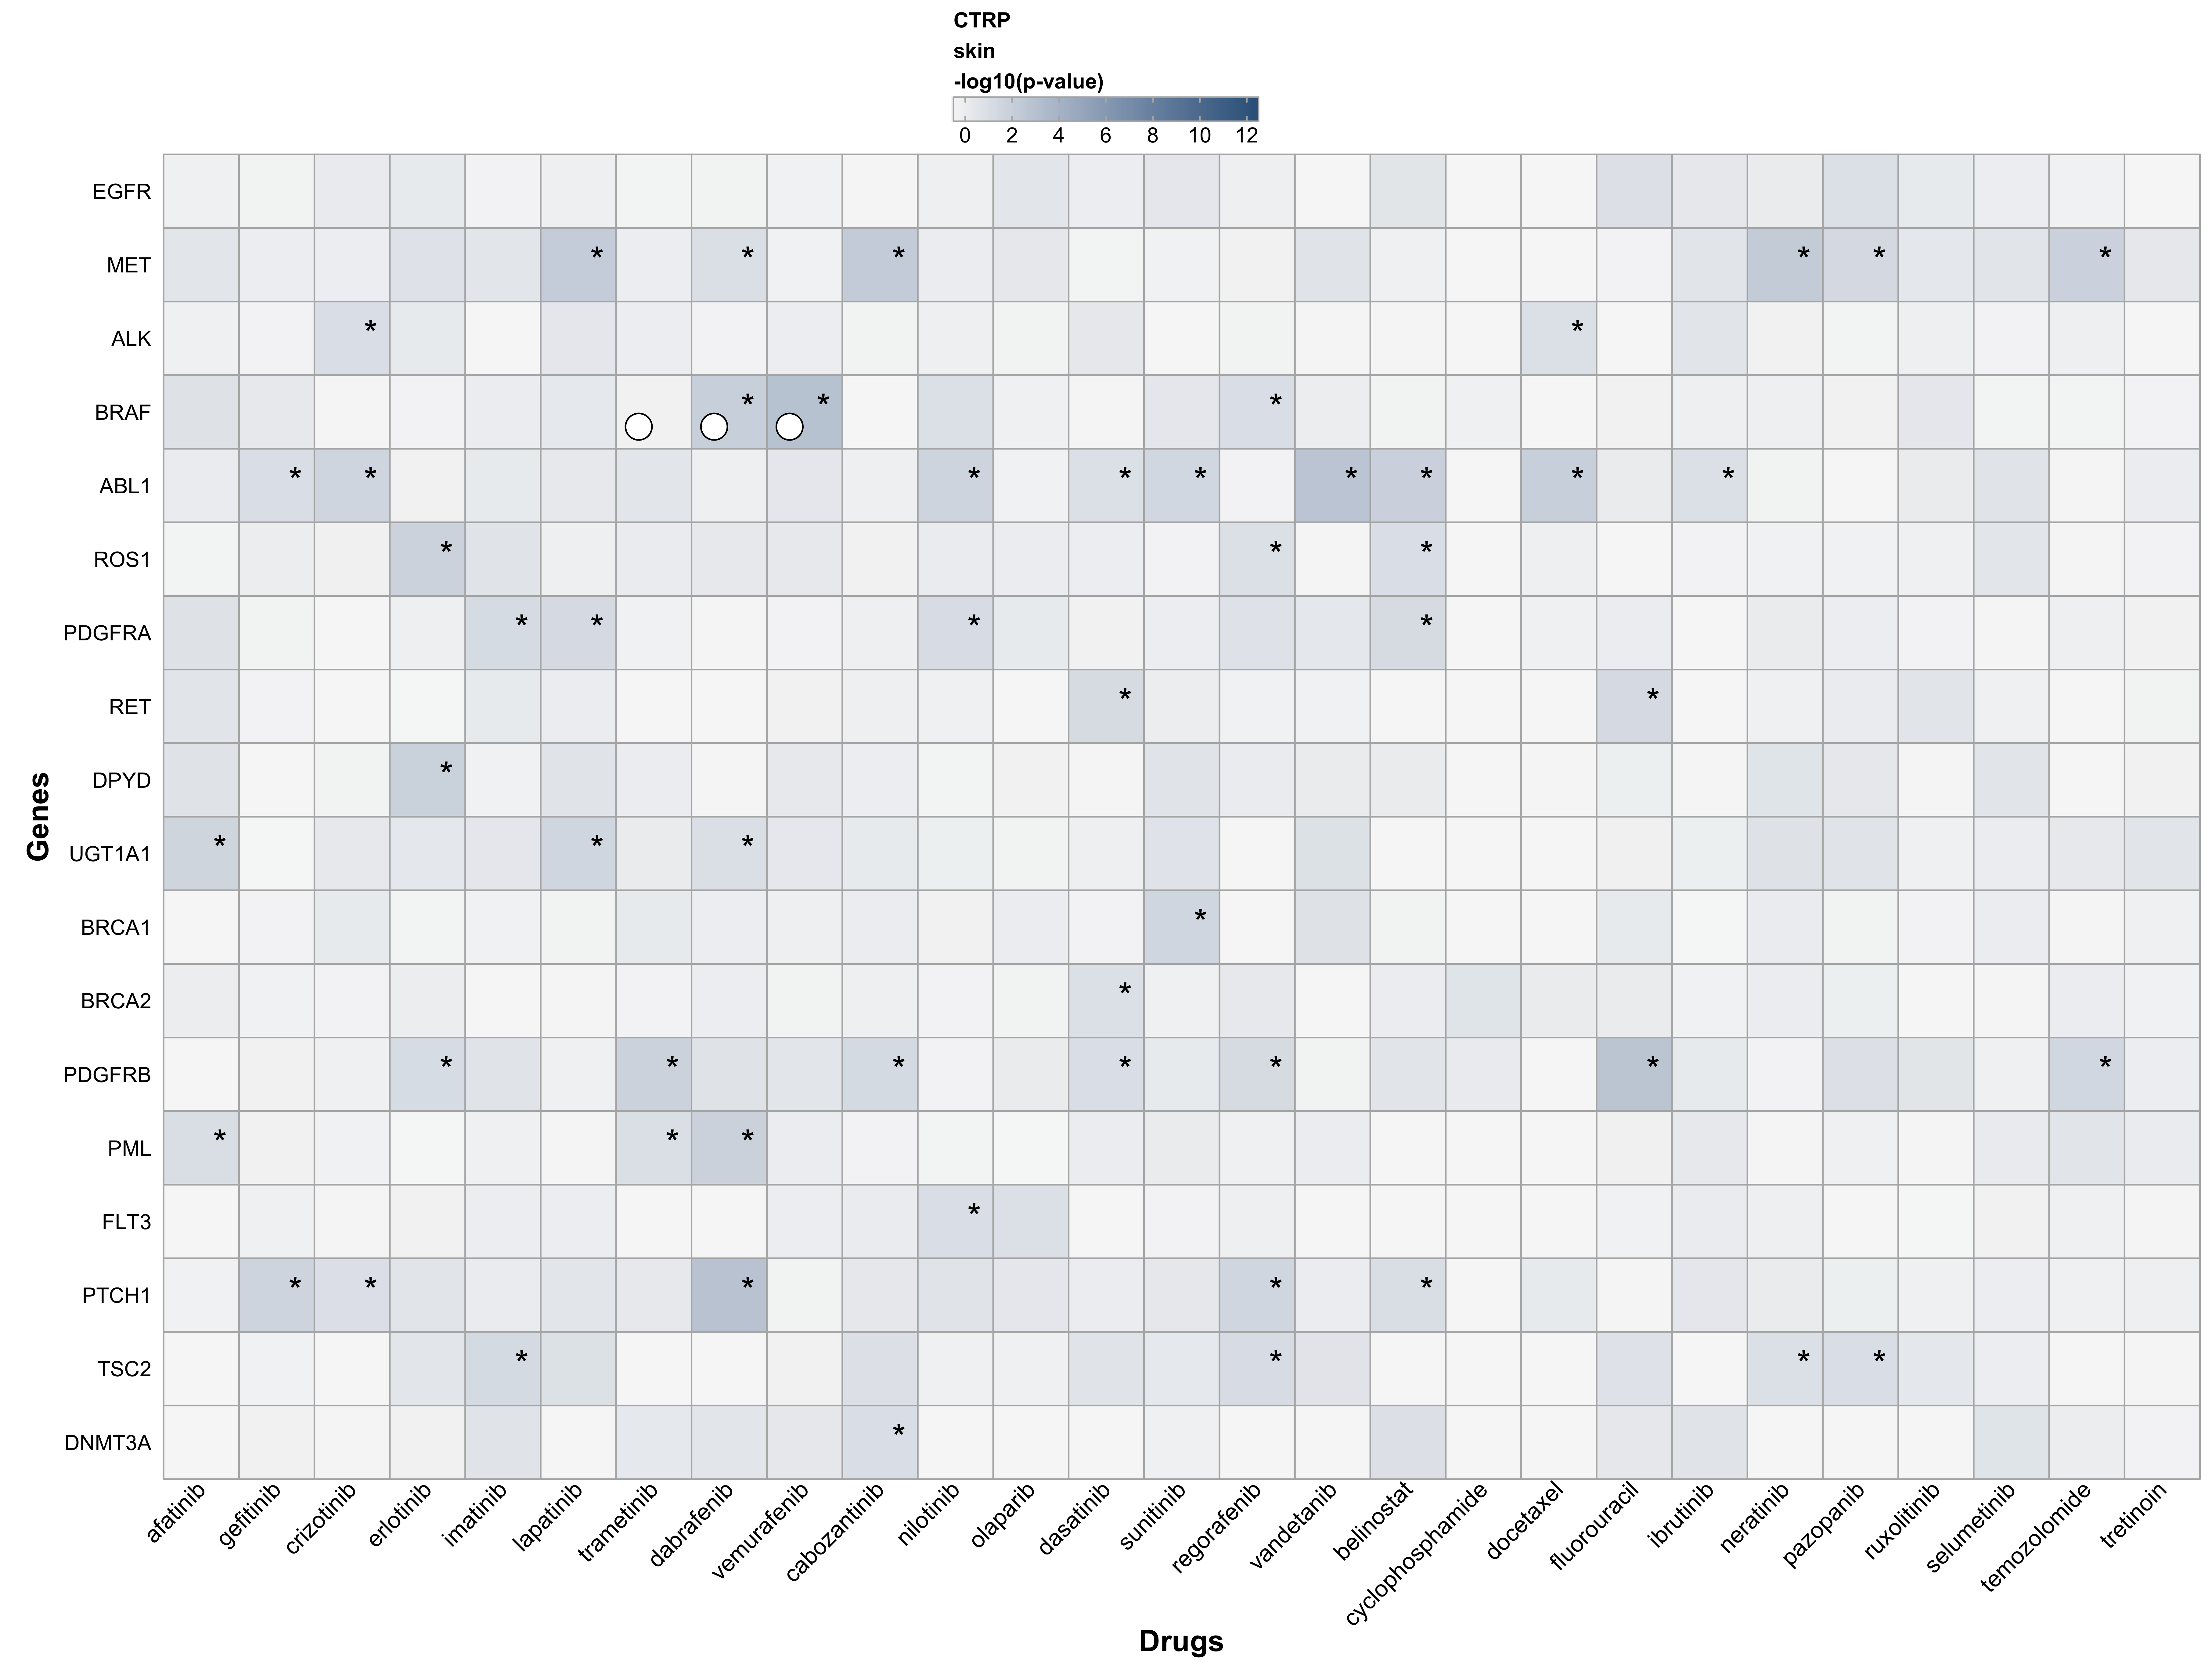 CTRP
skin
-log10(p-value)
0 2 4 6 8 10 12
EGFR
* * * * * *
MET
* *
ALK
* * *
BRAF
* * * * * * * * *
ABL1
* * *
ROS1
* * * *
PDGFRA
* *
RET
*
DPYD
* * *
UGT1A1
*
BRCA1
*
BRCA2
* * * * * * *
PDGFRB
* * *
PML
*
FLT3
* * * * *
PTCH1
* * * *
TSC2
*
DNMT3A
Genes
afatinib gefitinib crizotinib erlotinib imatinib lapatinib trametinib dabrafenib vemurafenib cabozantinib nilotinib olaparib dasatinib sunitinib regorafenib vandetanib belinostat cyclophosphamide docetaxel fluorouracil ibrutinib neratinib pazopanib ruxolitinib selumetinib temozolomide tretinoin
Drugs